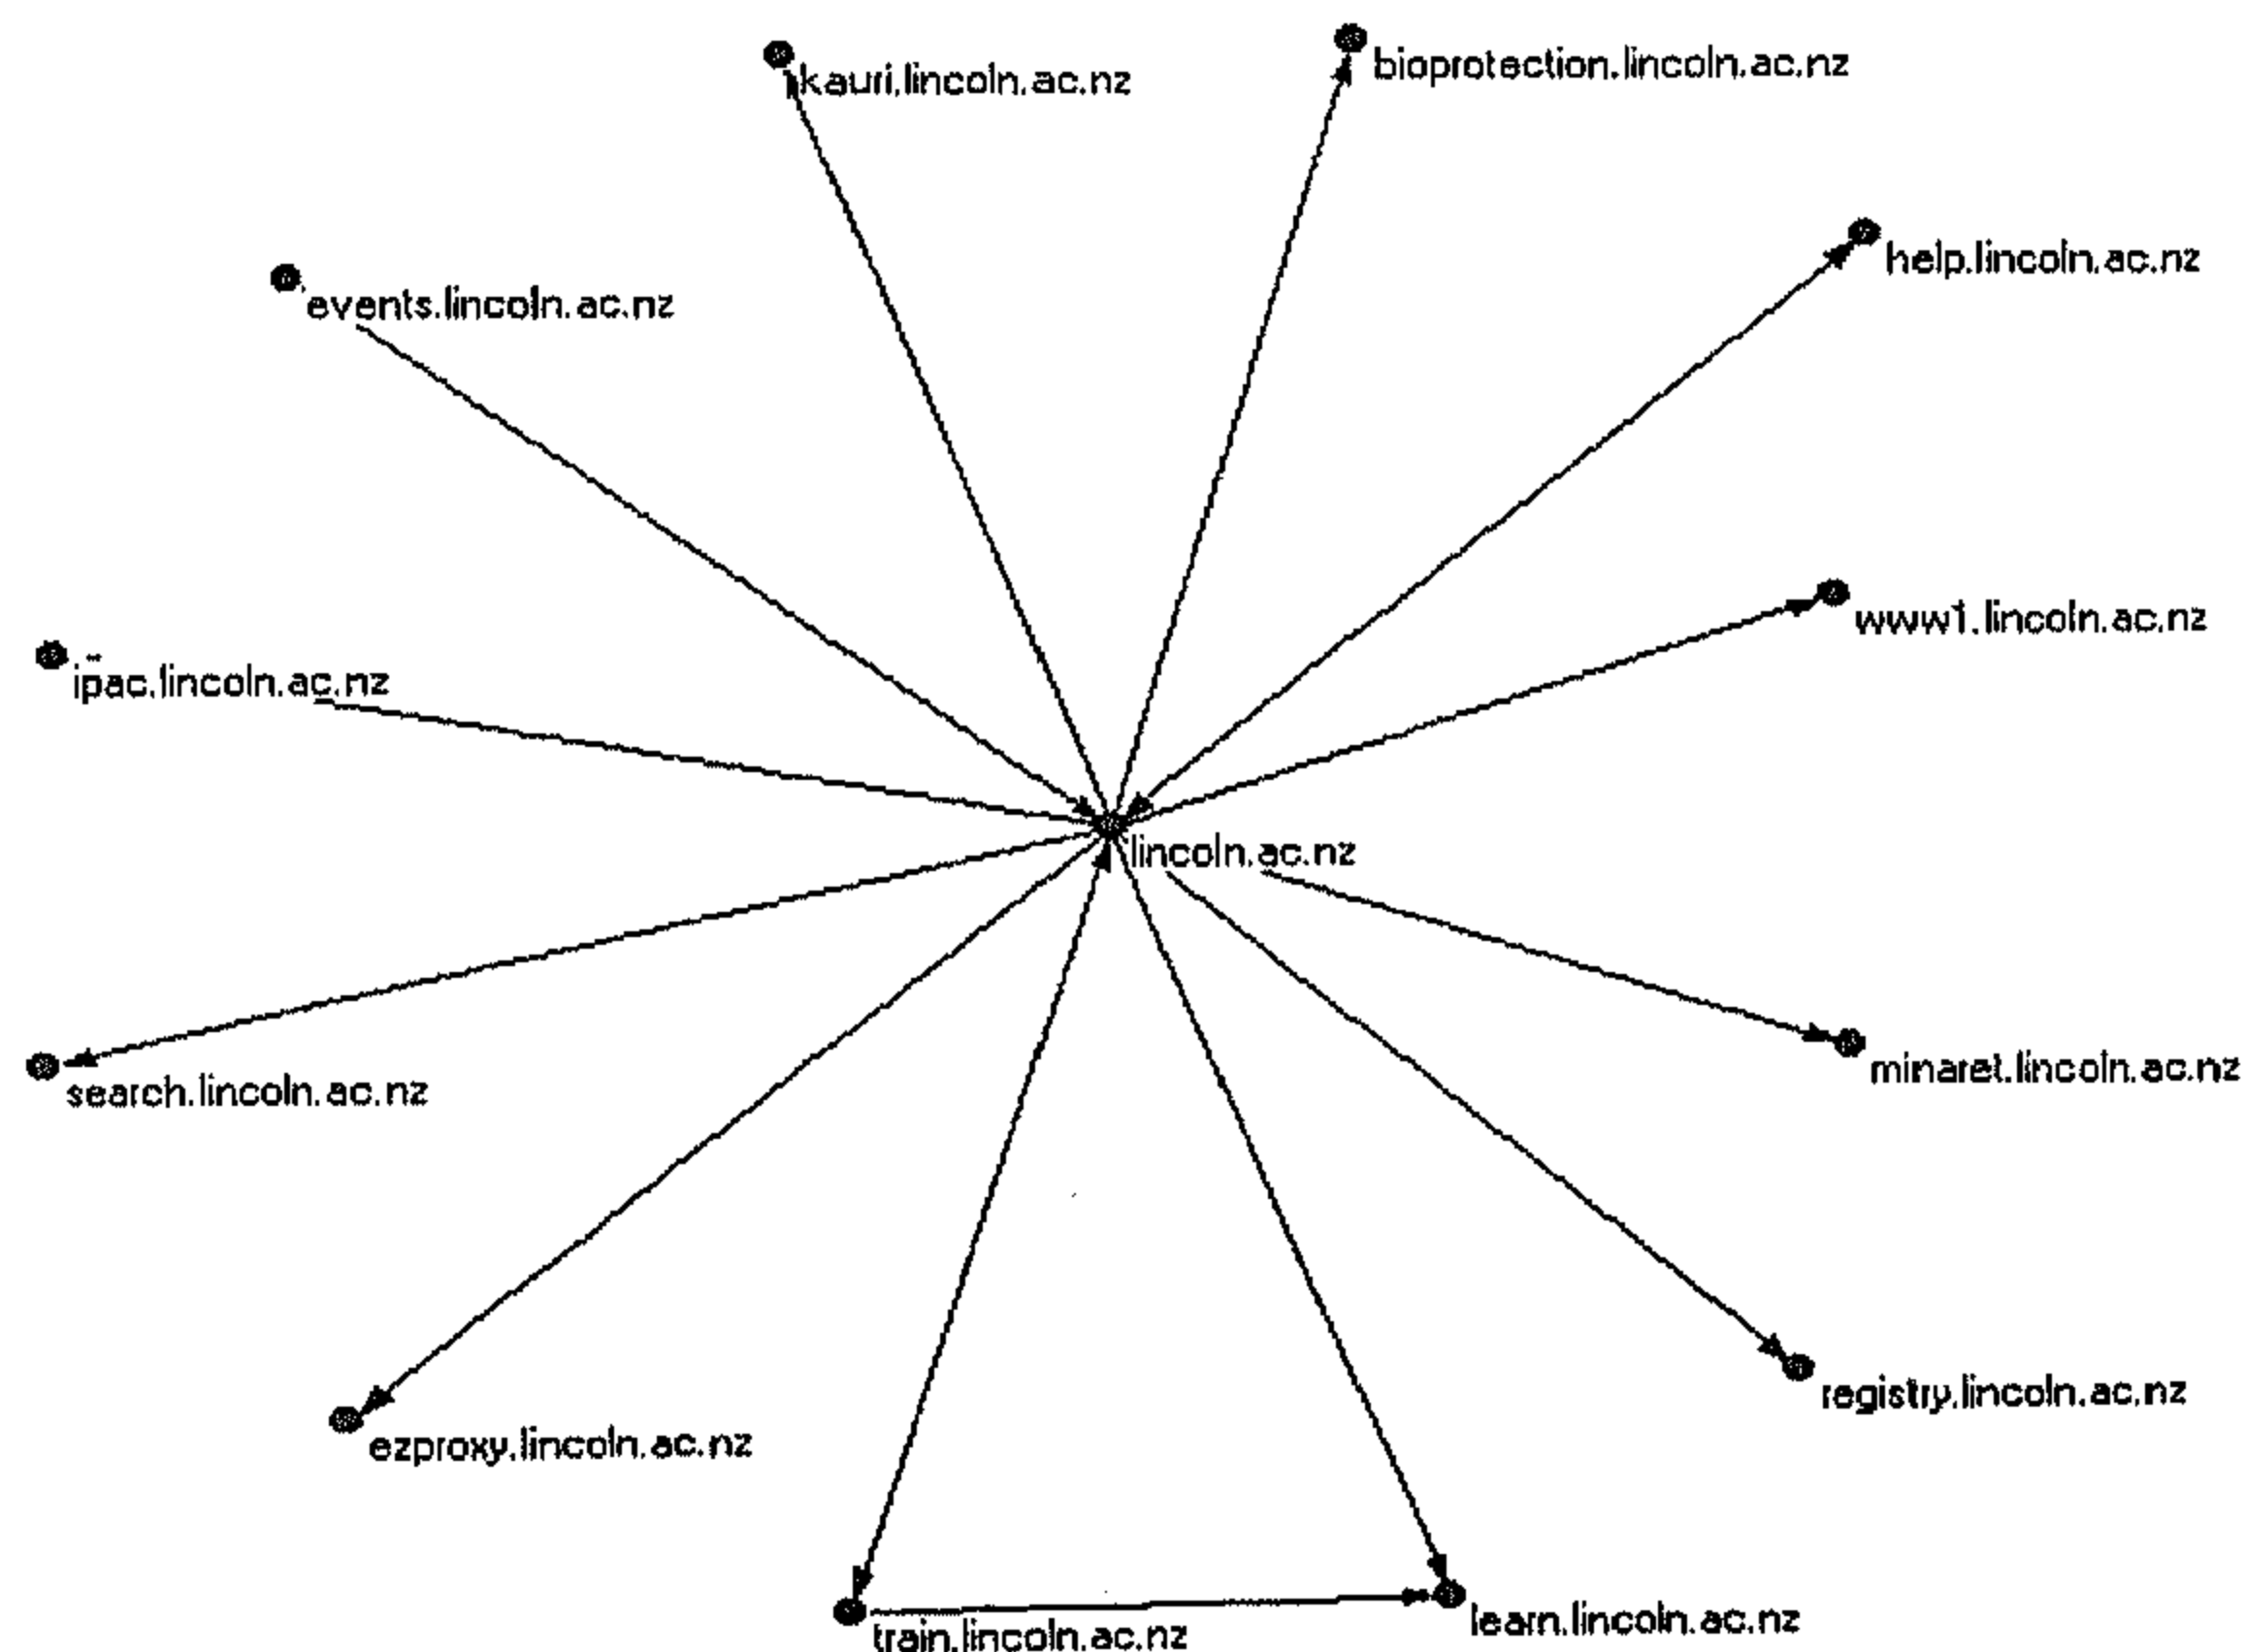 kauri.lincoln.ac.nz
bioprotection.lincoln.ac.nz
help.lincoln.ac.nz
events.lincoln.ac.nz
www1.lincoln.ac.nz
ipac.lincoln.ac.nz
lincoln.ac.nz
minaret.lincoln.ac.nz
search.lincoln.ac.nz
registry.lincoln.ac.nz
ezproxy.lincoln.ac.nz
learn.lincoln.ac.nz
train.lincoln.ac.nz